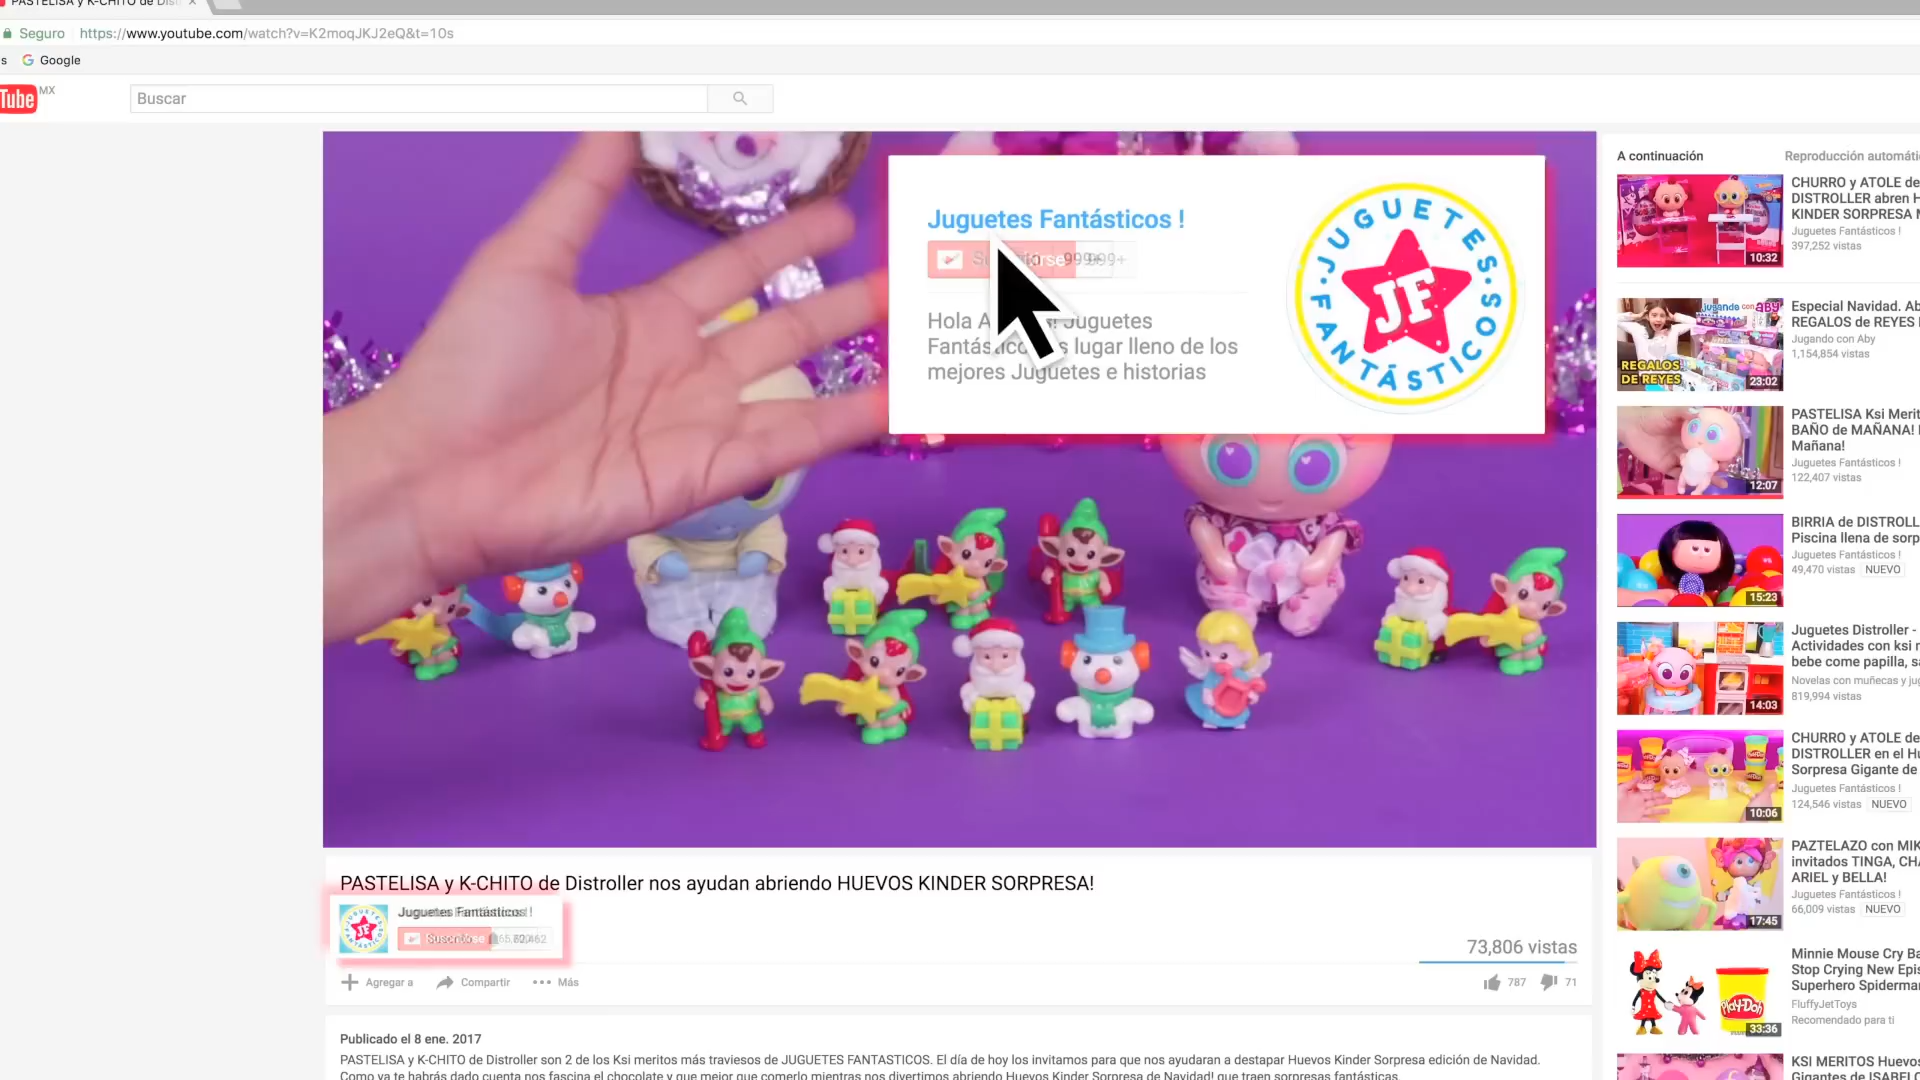 PASTELISA y K-CHITO de Dist
Seguro https://www.youtube.com/watch?v=K2moqJKJ2eQ&t=10s
s Google
Tube MX
Buscar
Juguetes Fantásticos !
Hola Juguetes
lugar lleno de los
mejores Juguetes e historias
JUGUETES
JF
FANTÁSTICOS
PASTELISA y K-CHITO de Distroller nos ayudan abriendo HUEVOS KINDER SORPRESA!
Juguetes Fantásticos !
73,806 vistas
Agregar a Compartir Más
787 71
Publicado el 8 ene. 2017
PASTELISA y K-CHITO de Distroller son 2 de los Ksi meritos más traviesos de JUGUETES FANTASTICOS. El día de hoy los invitamos para que nos ayudaran a destapar Huevos Kinder Sorpresa edición de Navidad.
Como ya te habrás dado cuenta nos fascina el chocolate y que mejor que comerlo mientras nos divertimos abriendo Huevos Kinder Sorpresa de Navidad! que traen sorpresas fantásticas.
A continuación Reproducción automáti
CHURRO y ATOLE de
DISTROLLER abren H
KINDER SORPRESA M
Juguetes Fantásticos !
397,252 vistas
10:32
Especial Navidad. Ab
REGALOS de REYES
Jugando con Aby
1,154,854 vistas
Jugando con ABY
REGALOS
DE REYES
23:02
PASTELISA Ksi Merit
BAÑO de MAÑANA!
Mañana!
Juguetes Fantásticos !
122,407 vistas
12:07
BIRRIA de DISTROLL
Piscina llena de sorp
Juguetes Fantásticos !
49,470 vistas NUEVO
15:23
Juguetes Distroller -
Actividades con ksi
bebe come papilla, s
Novelas con muñecas y jug
819,994 vistas
14:03
CHURRO y ATOLE de
DISTROLLER en el Hu
Sorpresa Gigante de
Juguetes Fantásticos !
124,546 vistas NUEVO
10:06
PAZTELAZO con MIK
invitados TINGA, CHA
ARIEL y BELLA!
Juguetes Fantásticos !
66,009 vistas NUEVO
17:45
Minnie Mouse Cry Ba
Stop Crying New Epis
Superhero Spiderman
FluffyJetToys
Recomendado para ti
Play-Doh
33:36
KSI MERITOS Huevos
Gigantes de ISABEL